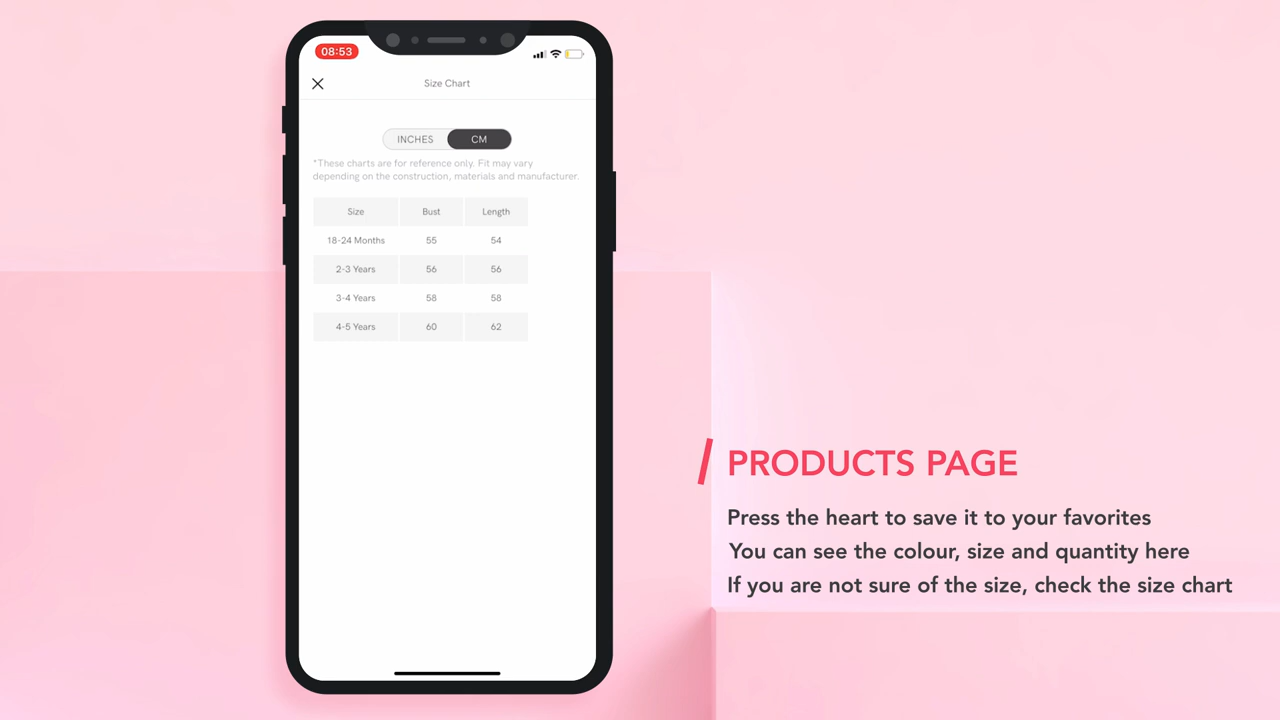 08:53
Size Chart
INCHES CM
*These charts are for reference only. Fit may vary
depending on the construction, materials and manufacturer.
Size Bust Length
18-24 Months 55 54
2-3 Years 56 56
3-4 Years 58 58
4-5 Years 60 62
PRODUCTS PAGE
Press the heart to save it to your favorites
You can see the colour, size and quantity here
If you are not sure of the size, check the size chart